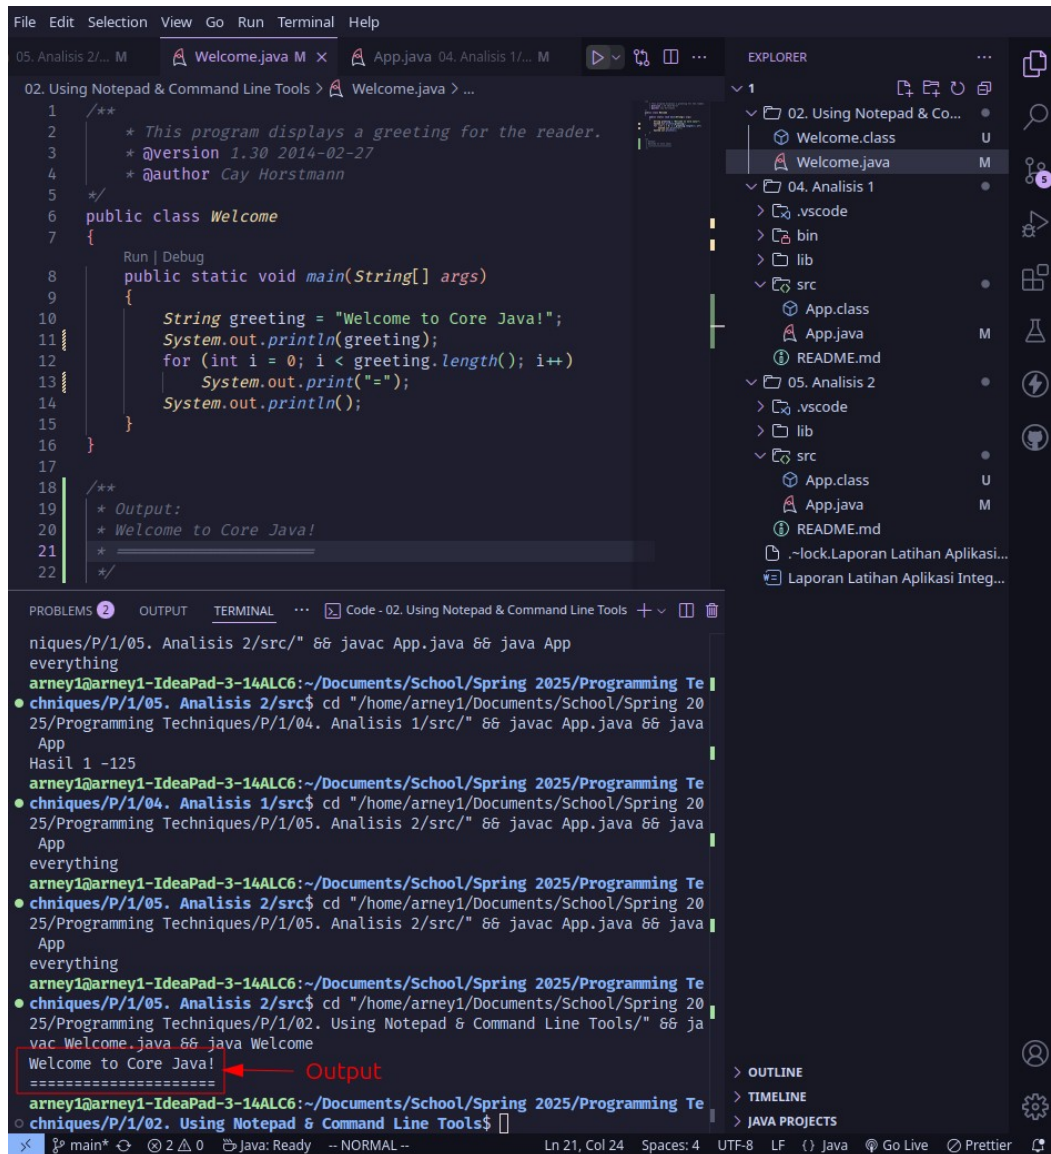 File Edit Selection View Go Run Terminal Help
05. Analisis 2/... M Welcome.java M × App.java 04. Analisis 1/... M ...
02. Using Notepad & Command Line Tools > Welcome.java > ...
1 /**
2 * This program displays a greeting for the reader.
3 * @version 1.30 2014-02-27
4 * @author Cay Horstmann
5 */
6 public class Welcome
7 {
Run | Debug
8 public static void main(String[] args)
9 {
10 String greeting = "Welcome to Core Java!";
11 System.out.println(greeting);
12 for (int i = 0; i < greeting.length(); i++)
13 System.out.print("=");
14 System.out.println();
15 }
16 }
17
18 /**
19 * Output:
20 * Welcome to Core Java!
21 * =====================
22 */
PROBLEMS 2 OUTPUT TERMINAL ... Code - 02. Using Notepad & Command Line Tools
niques/P/1/05. Analisis 2/src/" && javac App.java && java App
everything
arney1@arney1-IdeaPad-3-14ALC6:~/Documents/School/Spring 2025/Programming Te
chniques/P/1/05. Analisis 2/src$ cd "/home/arney1/Documents/School/Spring 20
25/Programming Techniques/P/1/04. Analisis 1/src/" && javac App.java && java
App
Hasil 1 -125
arney1@arney1-IdeaPad-3-14ALC6:~/Documents/School/Spring 2025/Programming Te
chniques/P/1/04. Analisis 1/src$ cd "/home/arney1/Documents/School/Spring 20
25/Programming Techniques/P/1/05. Analisis 2/src/" && javac App.java && java
App
everything
arney1@arney1-IdeaPad-3-14ALC6:~/Documents/School/Spring 2025/Programming Te
chniques/P/1/05. Analisis 2/src$ cd "/home/arney1/Documents/School/Spring 20
25/Programming Techniques/P/1/05. Analisis 2/src/" && javac App.java && java
App
everything
arney1@arney1-IdeaPad-3-14ALC6:~/Documents/School/Spring 2025/Programming Te
chniques/P/1/05. Analisis 2/src$ cd "/home/arney1/Documents/School/Spring 20
25/Programming Techniques/P/1/02. Using Notepad & Command Line Tools/" && ja
vac Welcome.java && java Welcome
Welcome to Core Java!
=====================
Output
arney1@arney1-IdeaPad-3-14ALC6:~/Documents/School/Spring 2025/Programming Te
chniques/P/1/02. Using Notepad & Command Line Tools$
EXPLORER ...
1
02. Using Notepad & Co...
Welcome.class U
Welcome.java M
04. Analisis 1
.vscode
bin
lib
src
App.class
App.java M
README.md
05. Analisis 2
.vscode
lib
src
App.class U
App.java M
README.md
.~lock.Laporan Latihan Aplikasi...
Laporan Latihan Aplikasi Integ...
OUTLINE
TIMELINE
JAVA PROJECTS
5
main* 2 0 Java: Ready -- NORMAL -- Ln 21, Col 24 Spaces: 4 UTF-8 LF {} Java Go Live Prettier